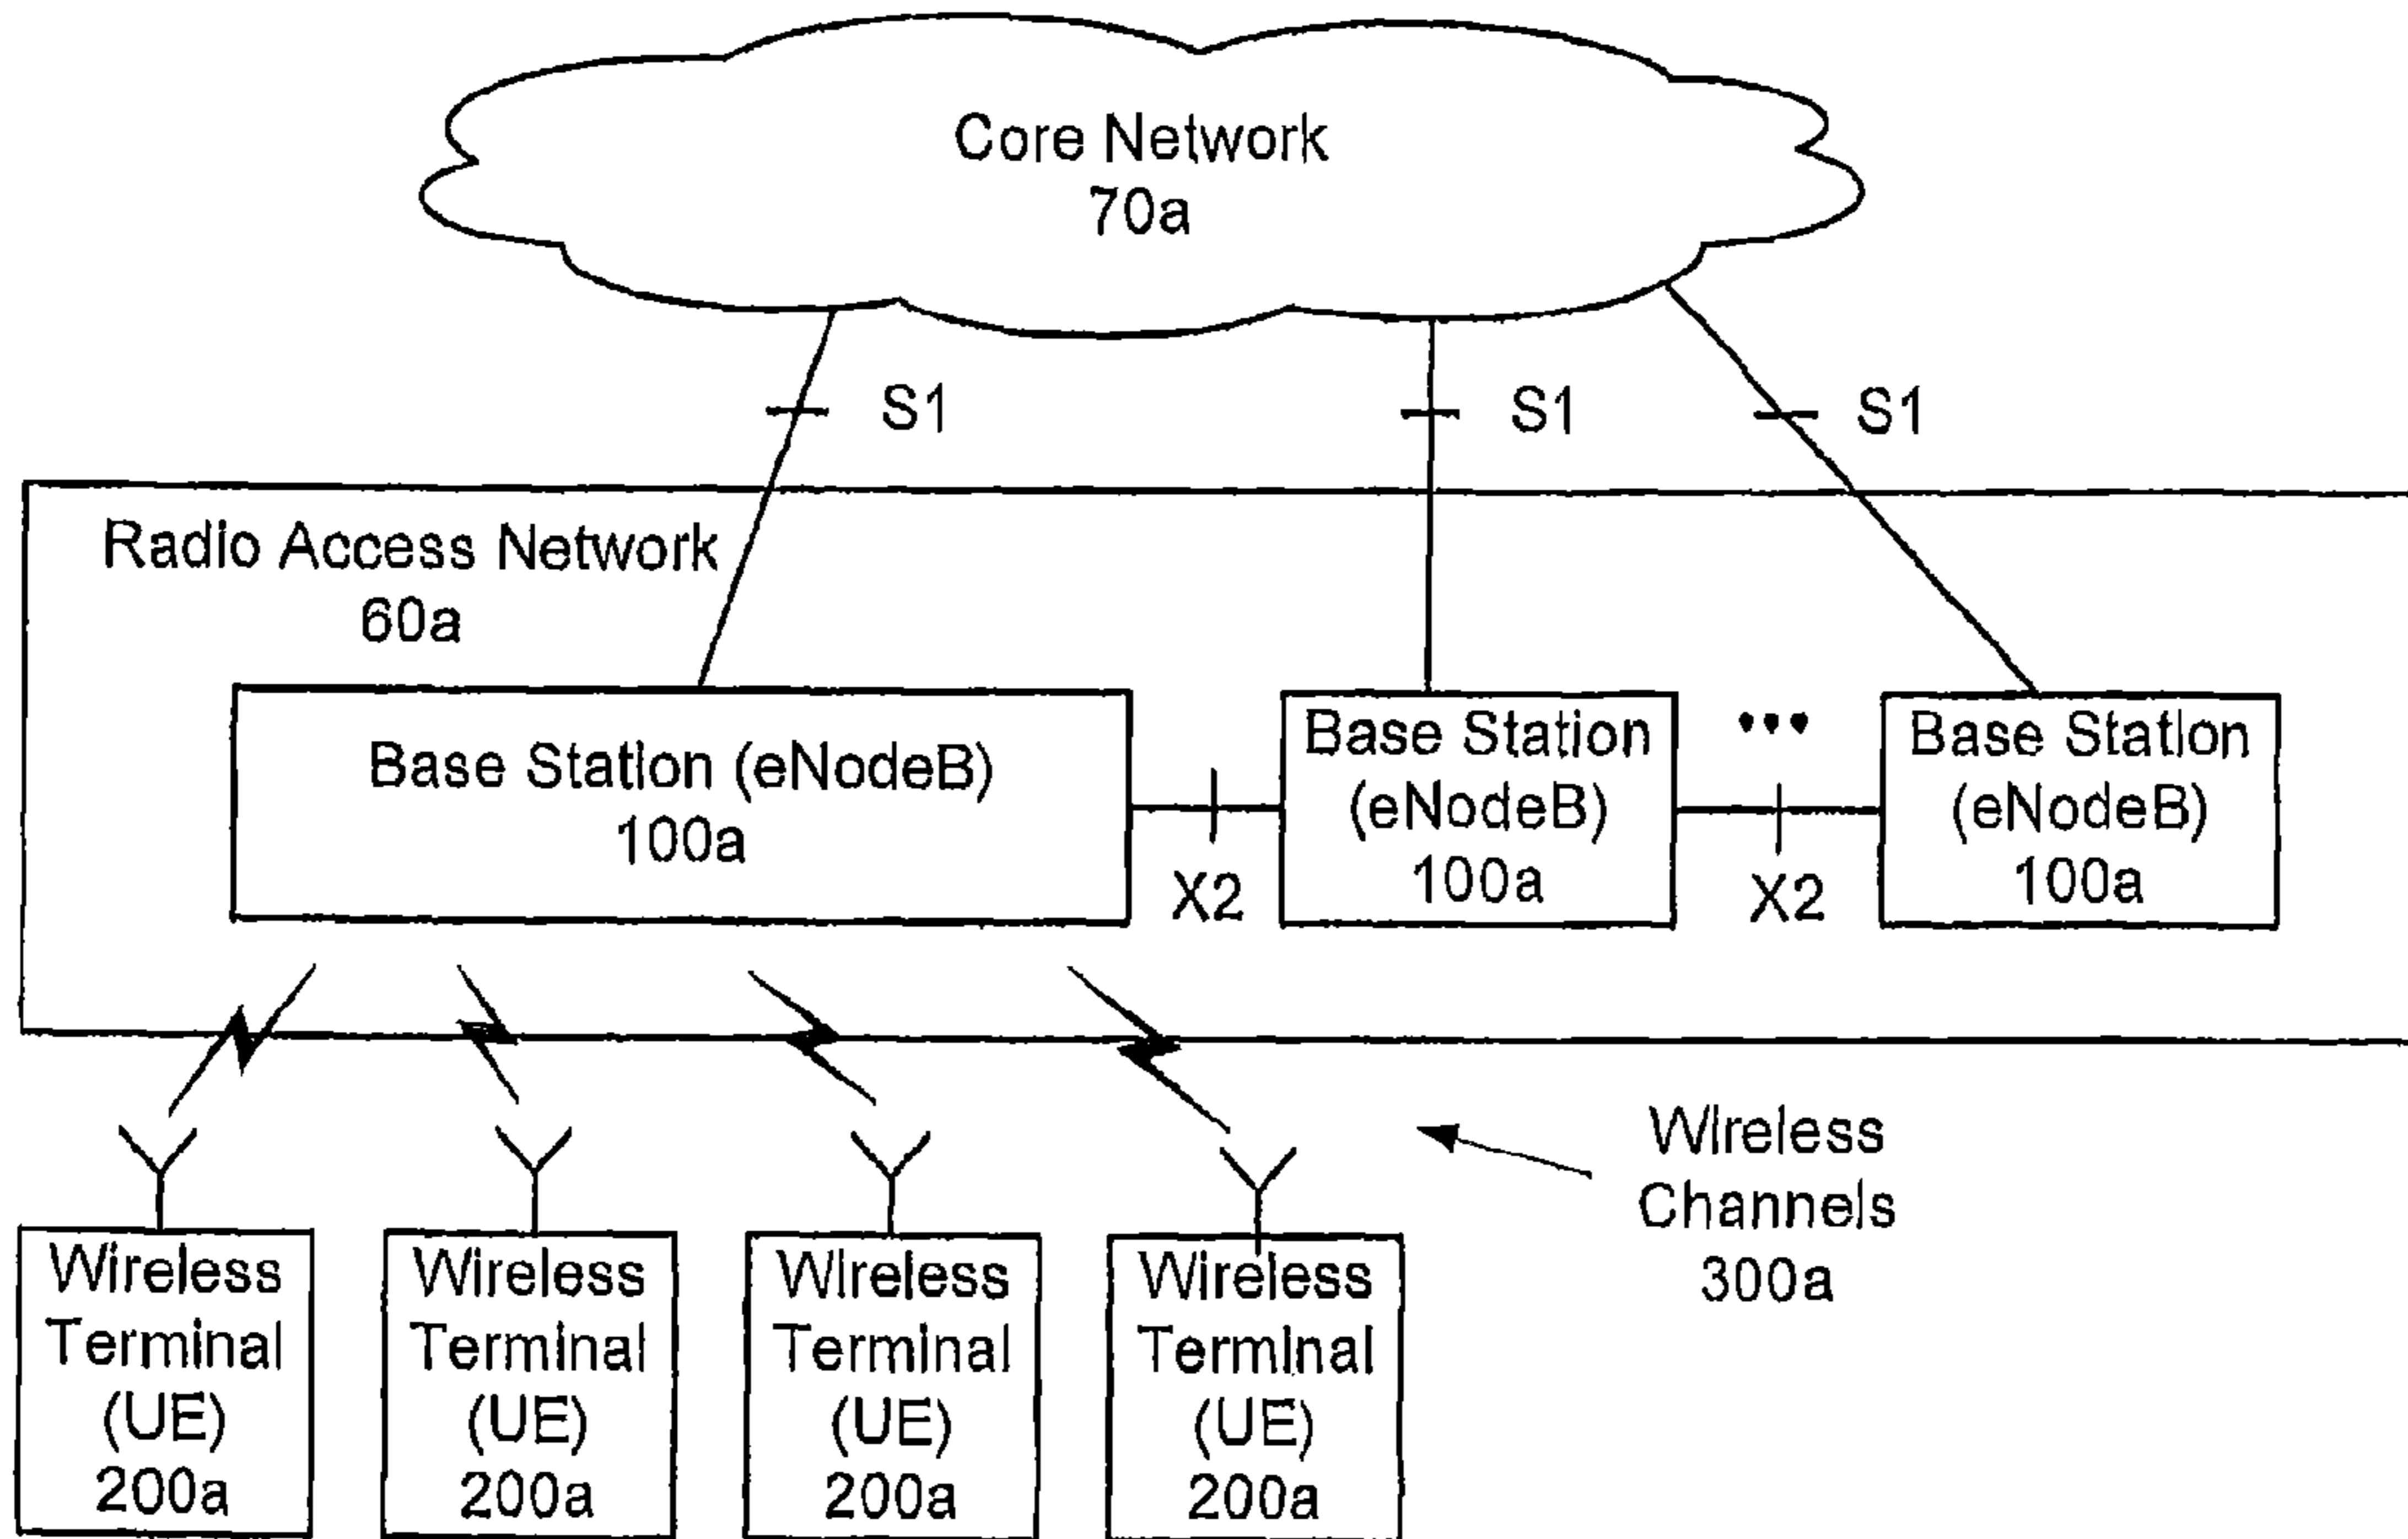 Core Network
70a
S1
S1
S1
Radio Access Network
60a
Base Station (eNodeB)
100a
X2
Base Station
(eNodeB)
100a
X2
Base Station
(eNodeB)
100a
Wireless
Channels
300a
Wireless
Terminal
(UE)
200a
Wireless
Terminal
(UE)
200a
Wireless
Terminal
(UE)
200a
Wireless
Terminal
(UE)
200a